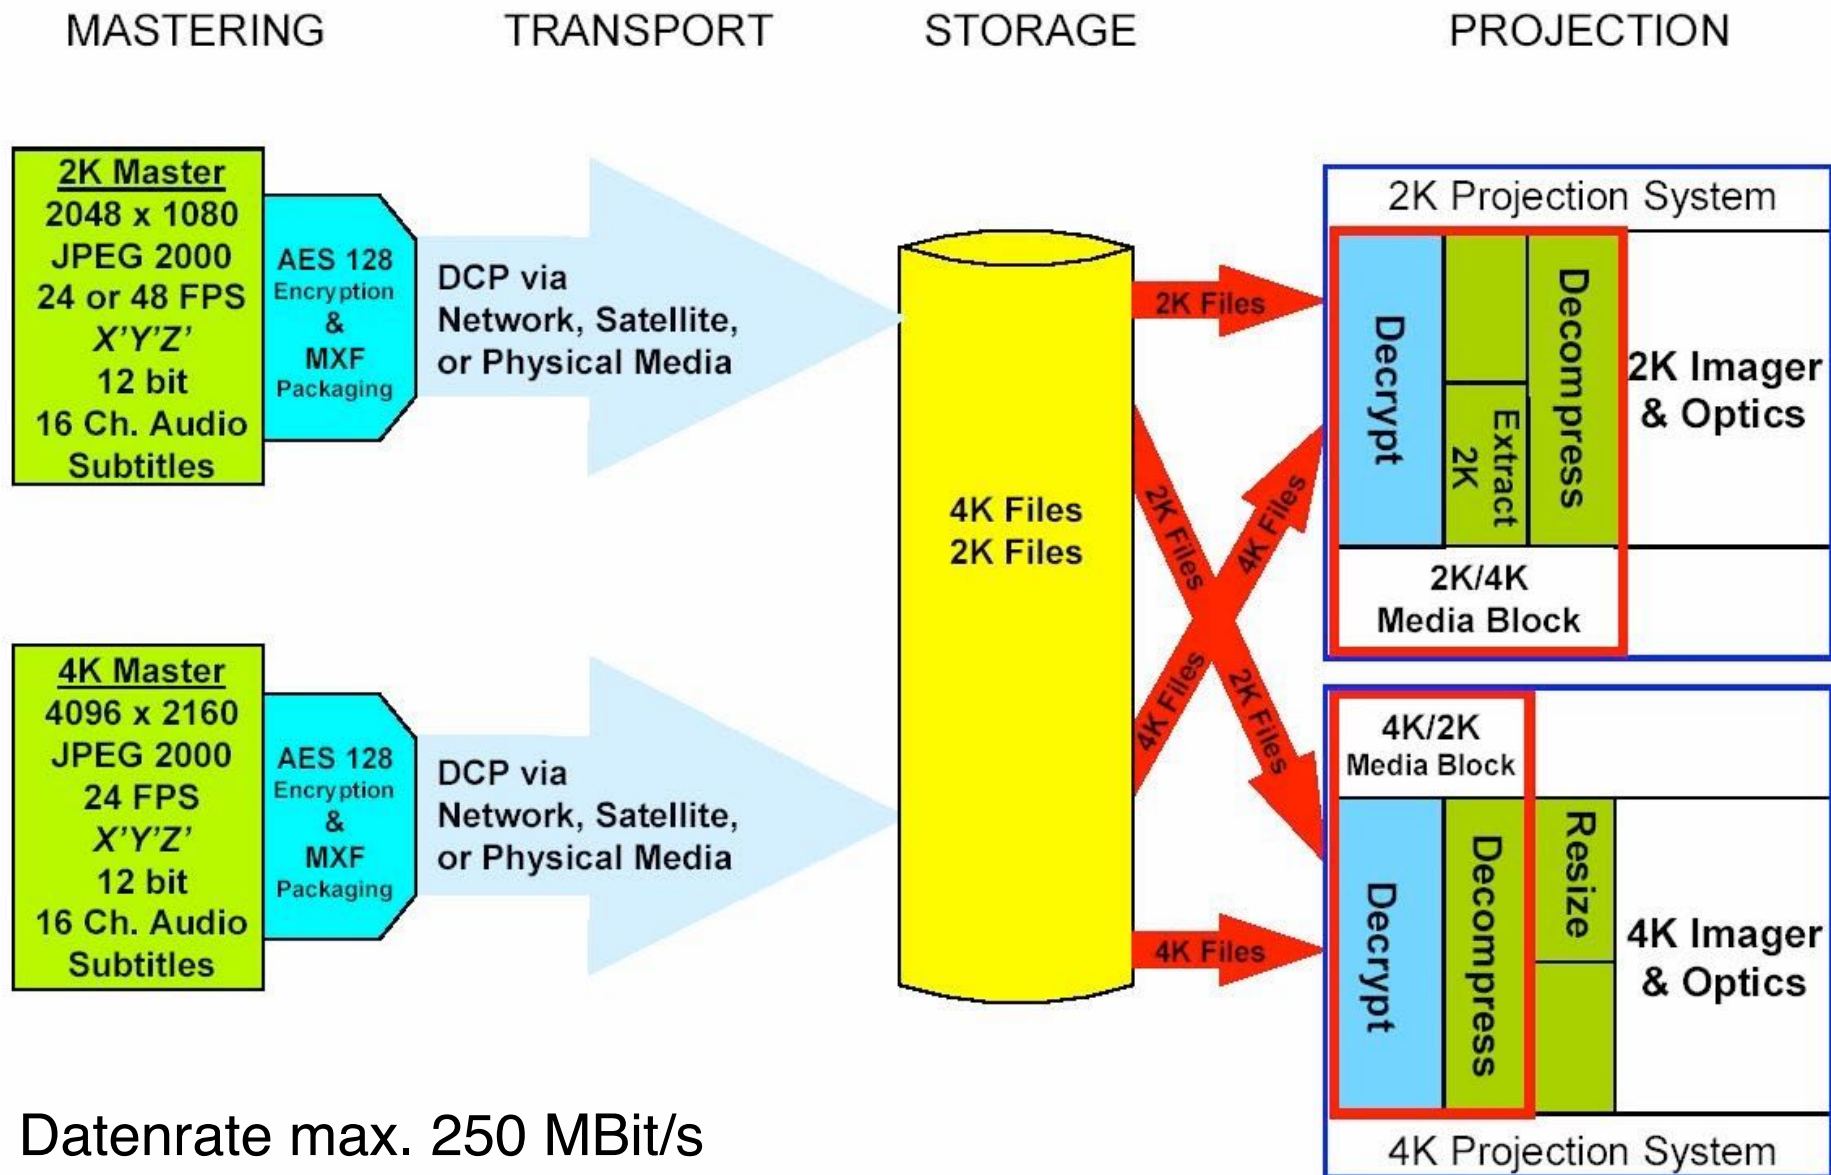 MASTERING
TRANSPORT
STORAGE
PROJECTION
2K Master
2048 x 1080
JPEG 2000
24 or 48 FPS
X'Y'Z'
12 bit
16 Ch. Audio
Subtitles
AES 128
Encryption
&
MXF
Packaging
DCP via
Network, Satellite,
or Physical Media
4K Master
4096 x 2160
JPEG 2000
24 FPS
X'Y'Z'
12 bit
16 Ch. Audio
Subtitles
AES 128
Encryption
&
MXF
Packaging
DCP via
Network, Satellite,
or Physical Media
4K Files
2K Files
2K Files
2K Files
4K Files
4K Files
2K Files
4K Files
2K Projection System
Decrypt
Extract
2K
Decompress
2K Imager
& Optics
2K/4K
Media Block
4K/2K
Media Block
Decrypt
Decompress
Resize
4K Imager
& Optics
4K Projection System
Datenrate max. 250 MBit/s